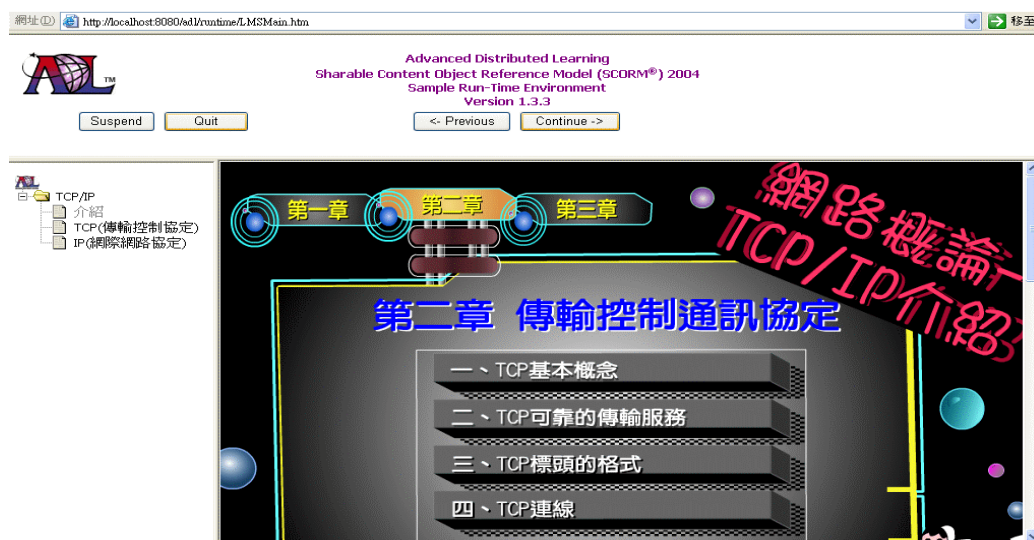 網址(D) http://localhost:8080/adl/runtime/LMSMain.htm 移至
ADL TM
Advanced Distributed Learning
Sharable Content Object Reference Model (SCORM®) 2004
Sample Run-Time Environment
Version 1.3.3
Suspend Quit <- Previous Continue ->
ADL
TCP/IP
介紹
TCP(傳輸控制協定)
IP(網際網路協定)
第一章 第二章 第三章
網路概論-
TCP/IP介紹
第二章 傳輸控制通訊協定
一、TCP基本概念
二、TCP可靠的傳輸服務
三、TCP標頭的格式
四、TCP連線